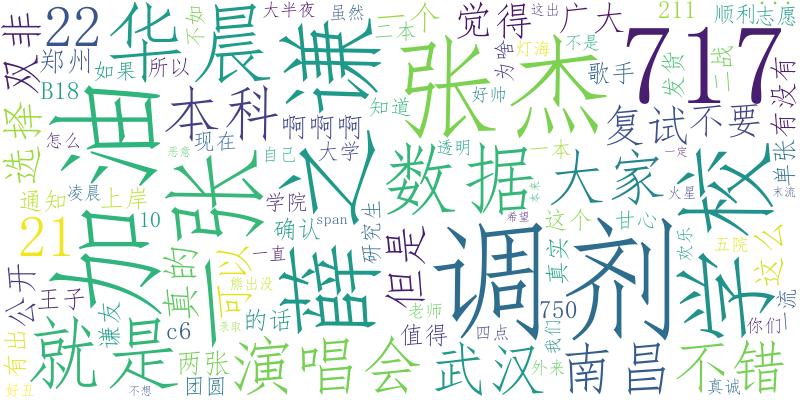 双非
22
华晨
不如
大半夜
虽然
谦
一个
三本
觉得
这出
广大
211
顺利志愿
郑州
如果
所以
B18
加油
本科
啊啊啊
知道
张杰
为啥
灯海
好帅
不是
歌手
717
发货
二战
有没有
选择
怎么
现在
恶意
自己
大学
之
透明
一本
复试
不要
一定
单张
通知
凌晨
上岸
一张
学院
span
确认
研究生
数据
本来
大家
火星
末流
学校
21
10
真的
一直
但是
希望
这个
甘心
真实
欢乐
五院
这么
公开
王子
谦友
可以
熊出没
薛
调剂
一流
有出
就是
c6
录取
的话
老师
值得
四点
750
我们
你们
好丑
不想
两张
团圆
演唱会
武汉
外来
南昌
不错
真诚